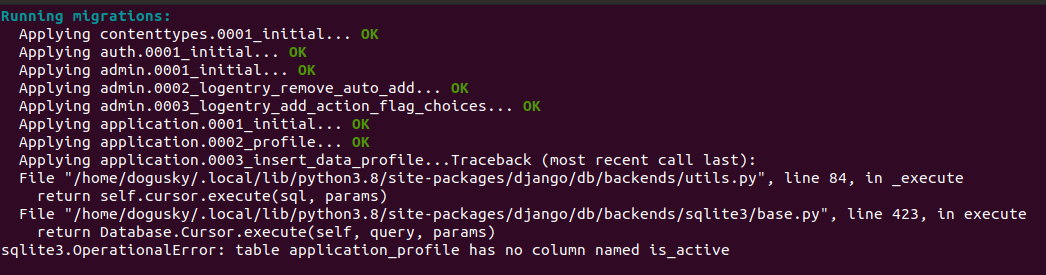 Running migrations:
  Applying contenttypes.0001_initial... OK
  Applying auth.0001_initial... OK
  Applying admin.0001_initial... OK
  Applying admin.0002_logentry_remove_auto_add... OK
  Applying admin.0003_logentry_add_action_flag_choices... OK
  Applying application.0001_initial... OK
  Applying application.0002_profile... OK
  Applying application.0003_insert_data_profile...Traceback (most recent call last):
  File "/home/dogusky/.local/lib/python3.8/site-packages/django/db/backends/utils.py", line 84, in _execute
    return self.cursor.execute(sql, params)
  File "/home/dogusky/.local/lib/python3.8/site-packages/django/db/backends/sqlite3/base.py", line 423, in execute
    return Database.Cursor.execute(self, query, params)
sqlite3.OperationalError: table application_profile has no column named is_active